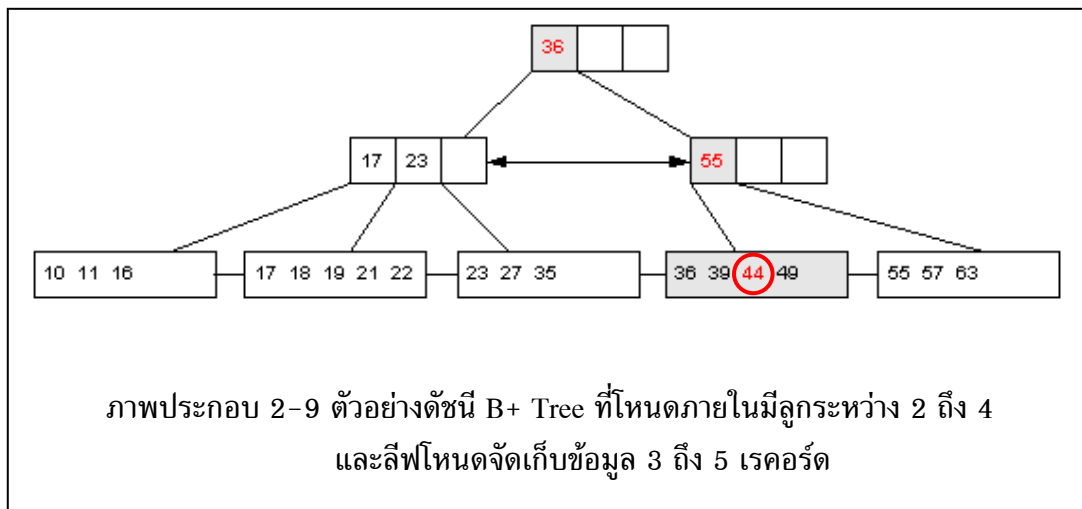 36
17 23
55
10 11 16
17 18 19 21 22
23 27 35
36 39 44 49
55 57 63
ภาพประกอบ 2-9 ตัวอย่างดัชนี B+ Tree ที่โหนดภายในมีลูกระหว่าง 2 ถึง 4
และลีฟโหนดจัดเก็บข้อมูล 3 ถึง 5 เรคอร์ด